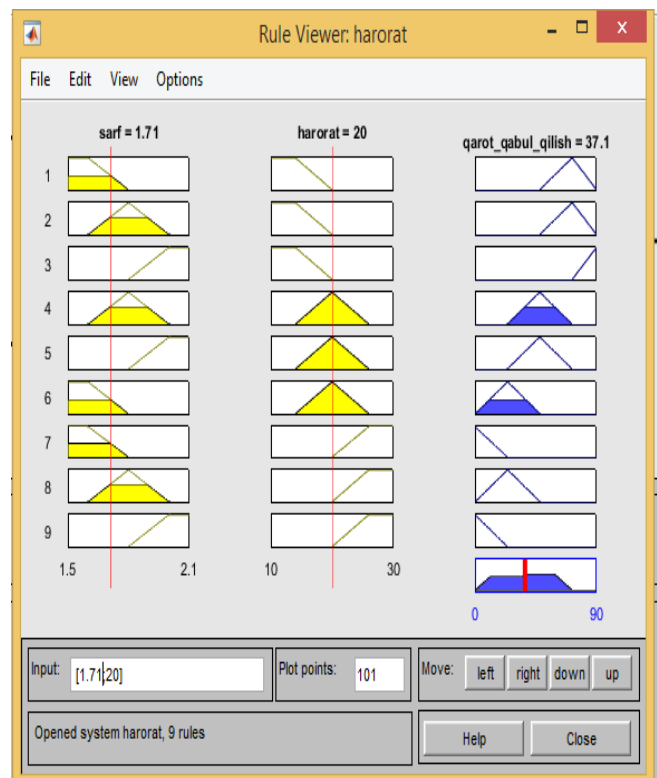 Rule Viewer: harorat
File Edit View Options
sarf = 1.71 harorat = 20 qarot_qabul_qilish = 37.1
1
2
3
4
5
6
7
8
9
1.5 2.1 10 30
0 90
Input: [1.71;20] Plot points: 101 Move: left right down up
Opened system harorat, 9 rules Help Close